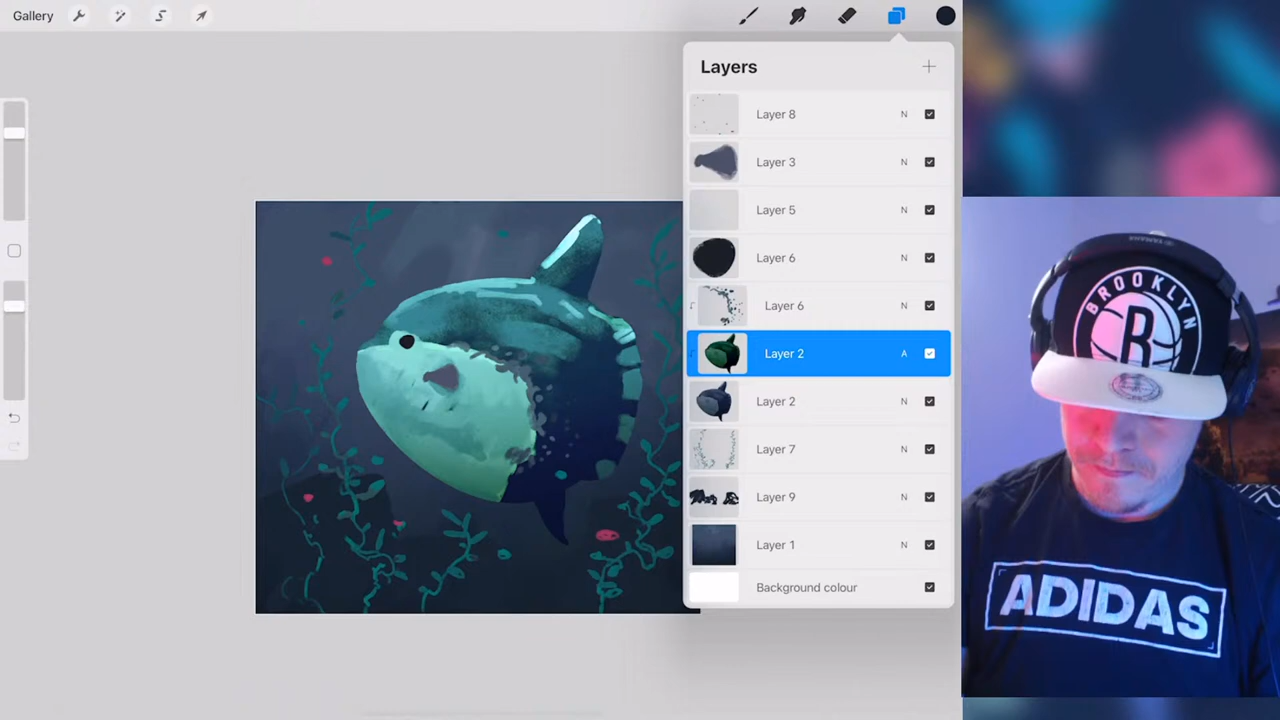 Gallery
Layers
Layer 8 N
Layer 3 N
Layer 5 N
Layer 6 N
Layer 6 N
Layer 2 A
Layer 2 N
Layer 7 N
Layer 9 N
Layer 1 N
Background colour
BROOKLYN
B
ADIDAS